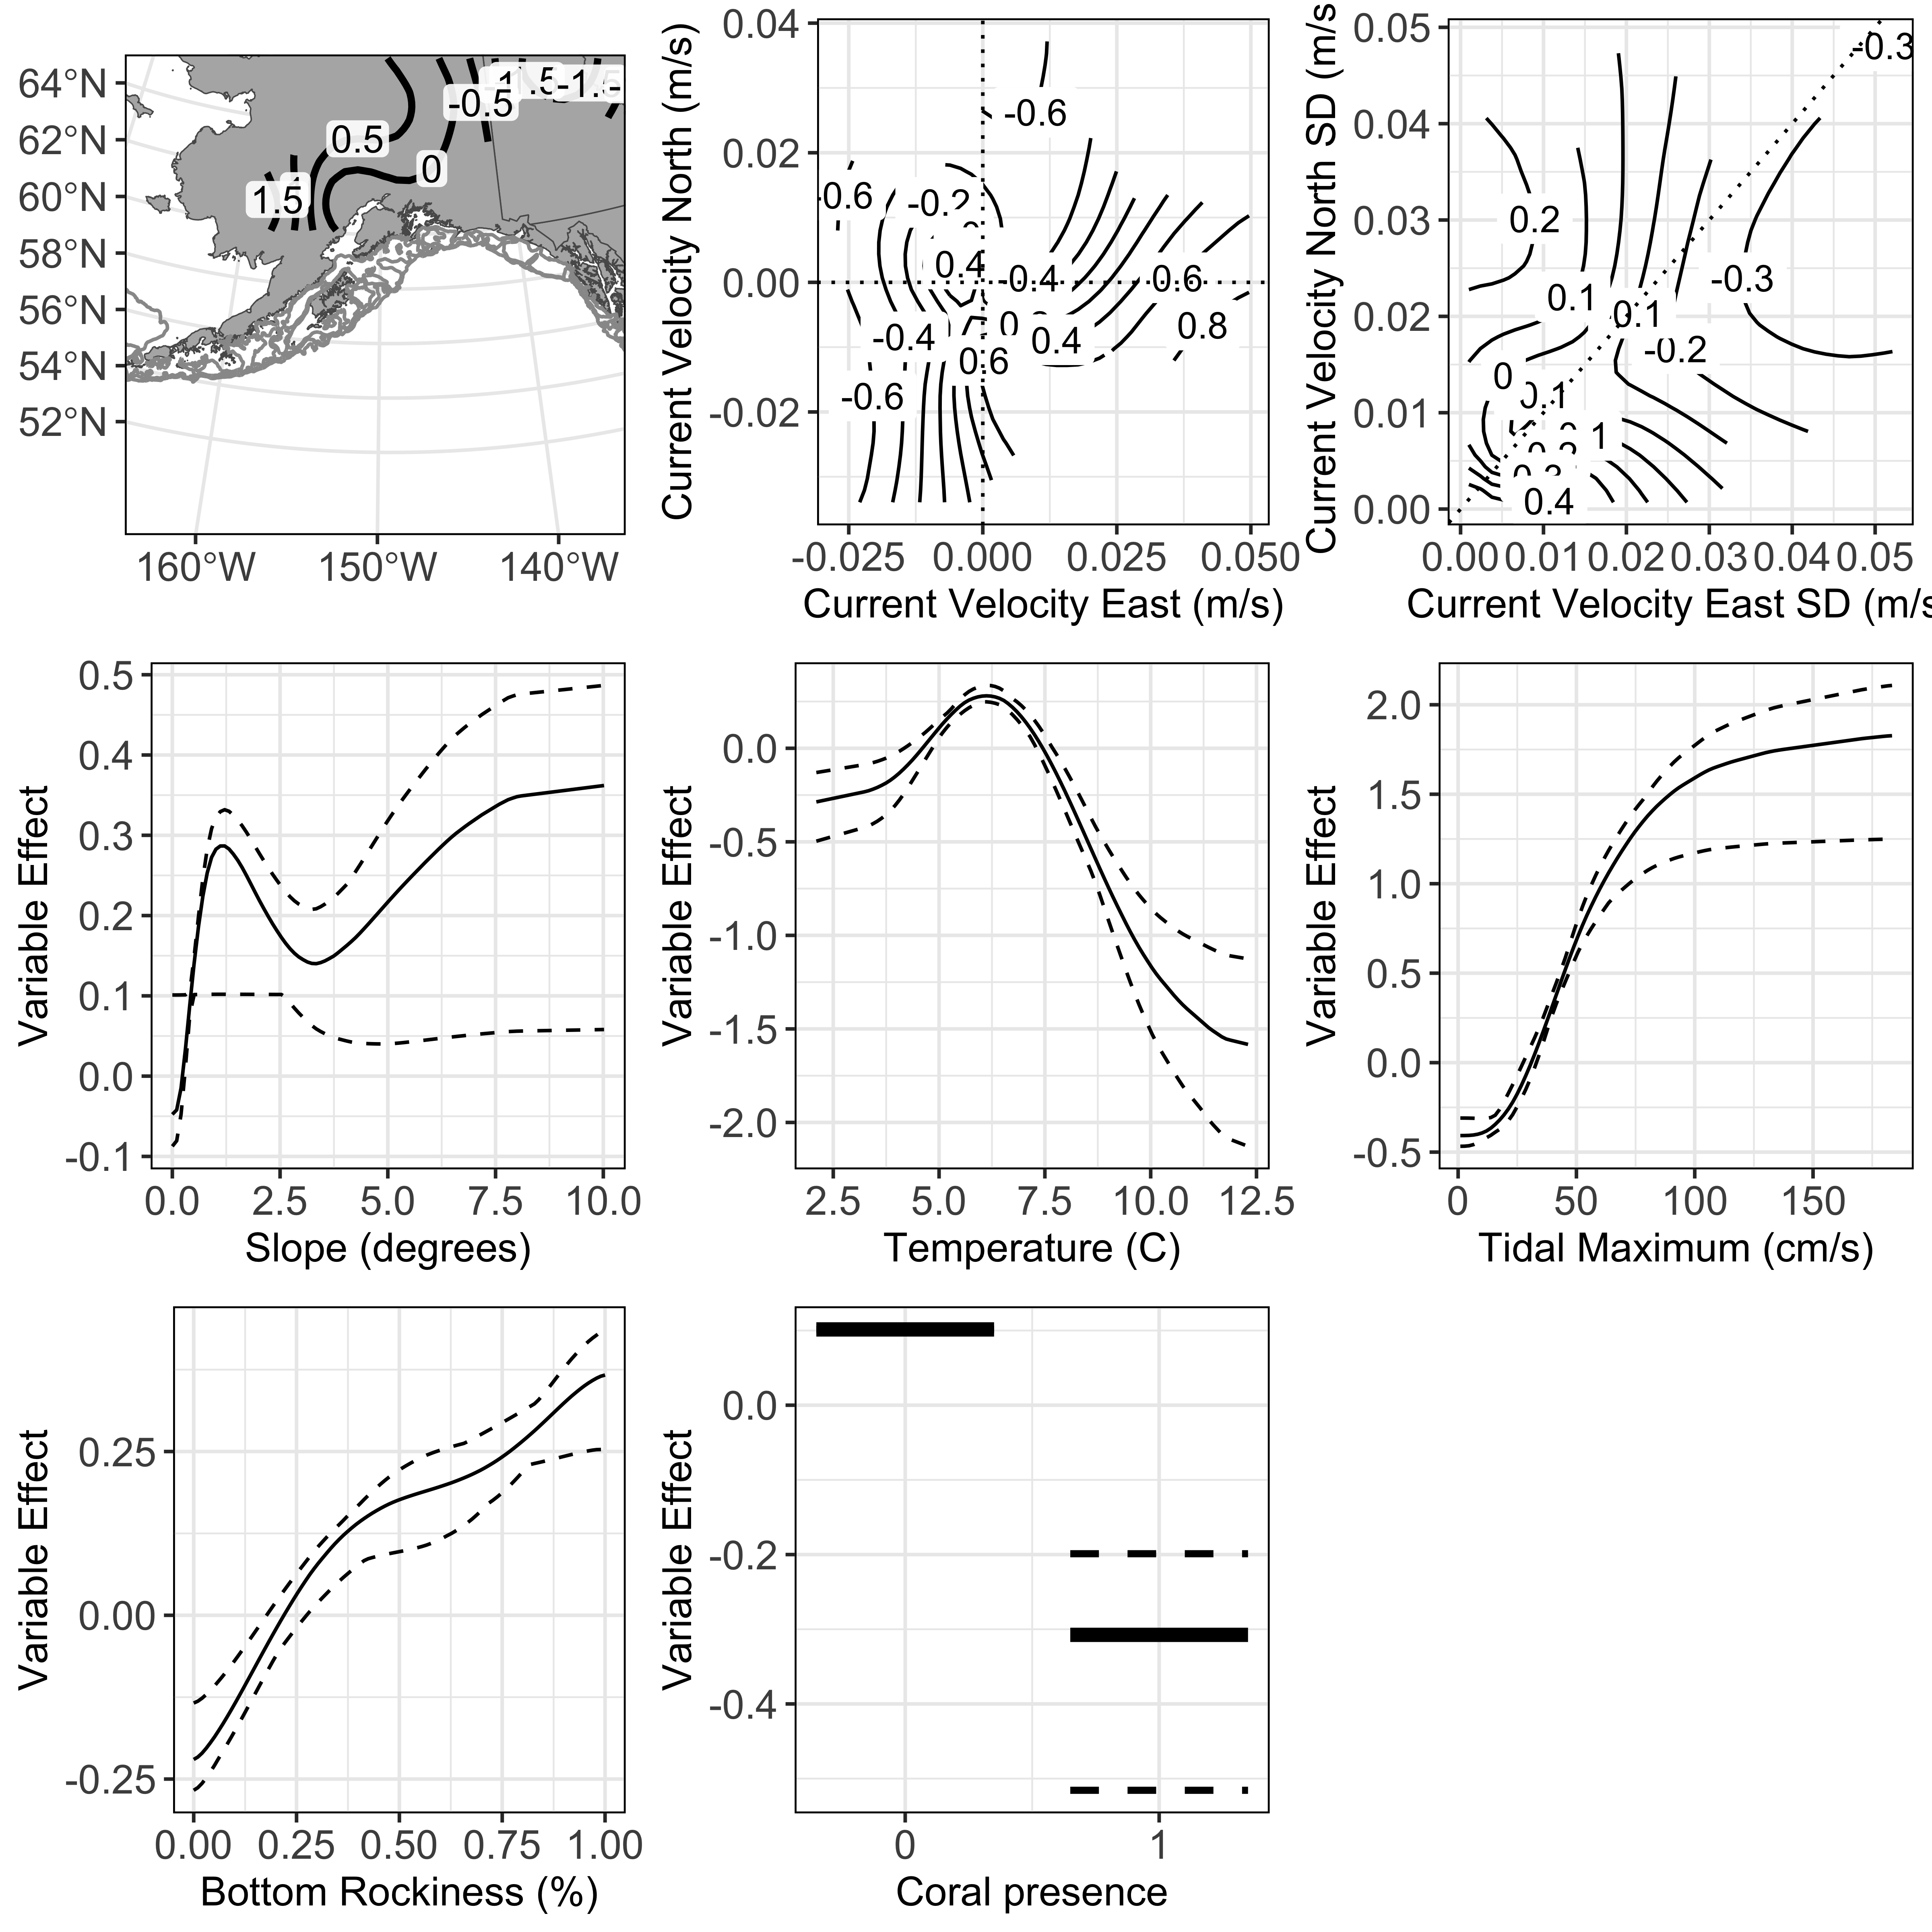 64°N
62°N
60°N
58°N
56°N
54°N
52°N
160°W 150°W 140°W
0.5
0
1.5
-0.5
-1.5
0.04
0.02
0.00
-0.02
-0.025 0.000 0.025 0.050
Current Velocity East (m/s)
Current Velocity North (m/s)
-0.6
0.6
-0.2
0.4
-0.4
0.6
-0.4
0.4
0.8
0.6
-0.6
0.05
0.04
0.03
0.02
0.01
0.00
0.00 0.01 0.02 0.03 0.04 0.05
Current Velocity East SD (m/s
Current Velocity North SD (m/s
-0.3
0.2
-0.3
0.1
0.1
-0.2
0
0.1
0.4
0.5
0.4
0.3
0.2
0.1
0.0
-0.1
0.0 2.5 5.0 7.5 10.0
Slope (degrees)
Variable Effect
0.0
-0.5
-1.0
-1.5
-2.0
2.5 5.0 7.5 10.0 12.5
Temperature (C)
Variable Effect
2.0
1.5
1.0
0.5
0.0
-0.5
0 50 100 150
Tidal Maximum (cm/s)
Variable Effect
0.25
0.00
-0.25
0.00 0.25 0.50 0.75 1.00
Bottom Rockiness (%)
Variable Effect
0.0
-0.2
-0.4
0 1
Coral presence
Variable Effect